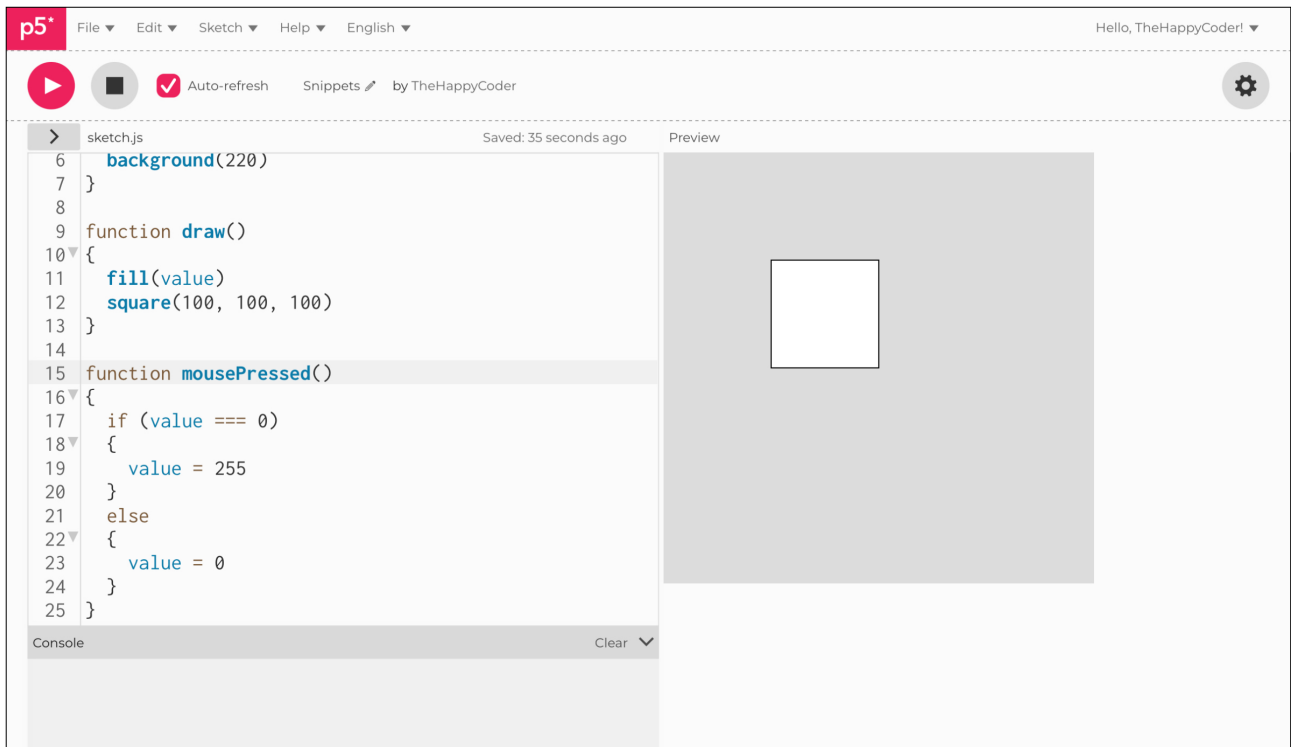 p5*
File Edit Sketch Help English Hello, TheHappyCoder!
Auto-refresh Snippets by TheHappyCoder
sketch.js Saved: 35 seconds ago Preview
6 background(220)
7 }
8
9 function draw()
10 {
11 fill(value)
12 square(100, 100, 100)
13 }
14
15 function mousePressed()
16 {
17 if (value === 0)
18 {
19 value = 255
20 }
21 else
22 {
23 value = 0
24 }
25 }
Console Clear